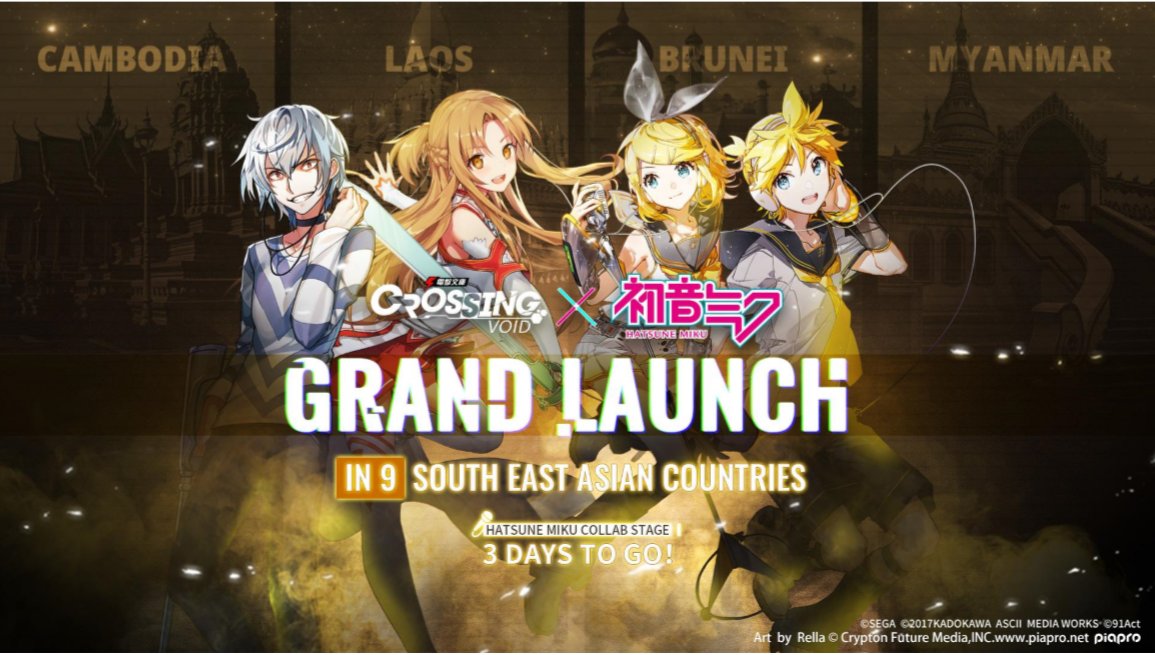 CAMBODIA
LAOS
BRUNEI
MYANMAR
電撃文庫
CROSSING
VOID
×
初音ミク
HATSUNE MIKU
GRAND LAUNCH
IN 9 SOUTH EAST ASIAN COUNTRIES
HATSUNE MIKU COLLAB STAGE
3 DAYS TO GO!
©SEGA ©2017KADOKAWA ASCII MEDIA WORKS ©91Act
Art by Rella © Crypton Future Media,INC.www.piapro.net piapro